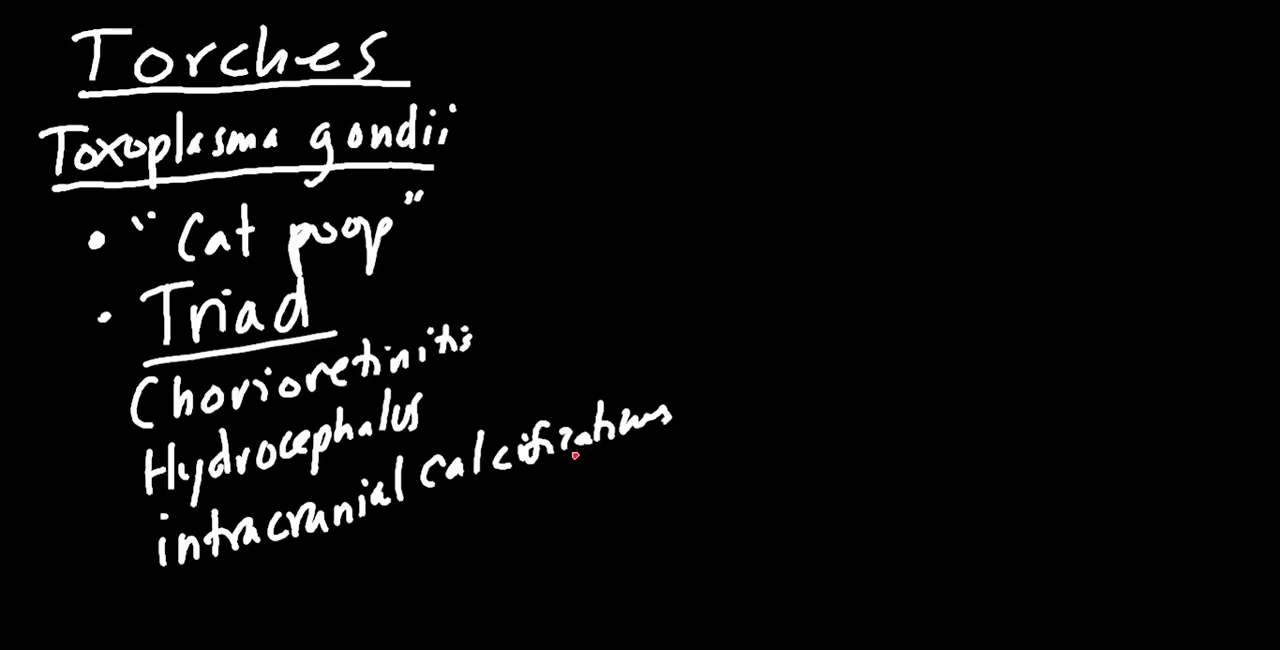 Torches
Toxoplasma gondii
• "Cat poop"
• Triad
Chorioretinitis
Hydrocephalus
intracranial calcifications